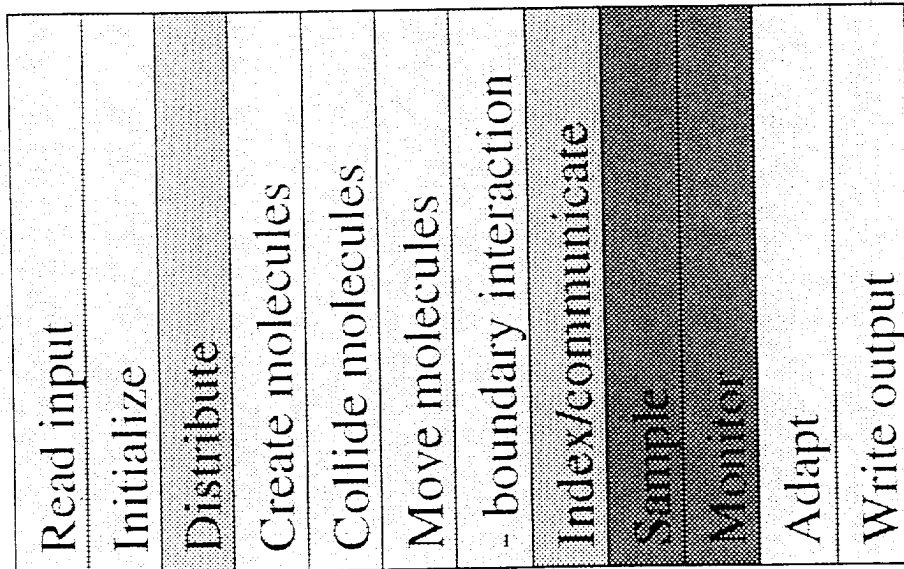 Read input
Initialize
Distribute
Create molecules
Collide molecules
Move molecules
- boundary interaction
Index/communicate
Sample
Monitor
Adapt
Write output